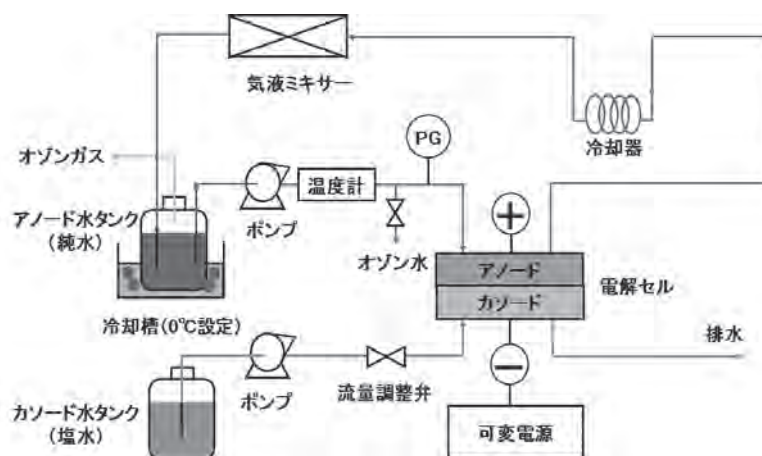 気液ミキサー
冷却器
PG
オゾンガス
温度計
ポンプ
アノード水タンク
(純水)
オゾン水
+
アノード
カソード
電解セル
冷却槽(0℃設定)
排水
ポンプ
流量調整弁
−
カソード水タンク
(塩水)
可変電源